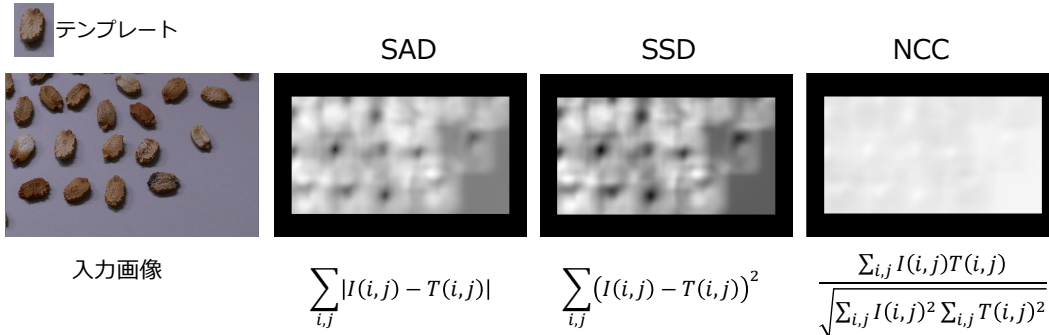 テンプレート
SAD
SSD
NCC
入力画像
∑_{i,j}|I(i,j) − T(i,j)|
∑_{i,j}(I(i,j) − T(i,j))^2
∑_{i,j} I(i,j)T(i,j) / √(∑_{i,j} I(i,j)^2 ∑_{i,j} T(i,j)^2)